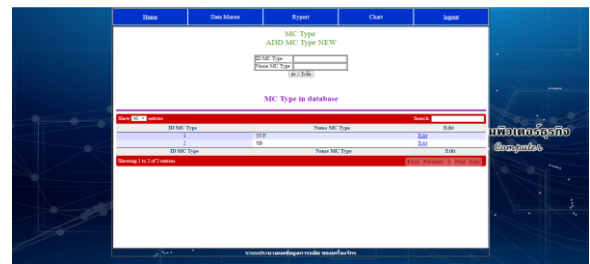 Home Data Master Report Chart logout
MC Type
ADD MC Type NEW
ID MC Type
Name MC Type
MC Type in database
Show 10 entries Search:
ID MC Type Name MC Type Edit
1 TCF Edit
2 SB Edit
ID MC Type Name MC Type Edit
Showing 1 to 2 of 2 entries First Previous 1 Next Last
Computer